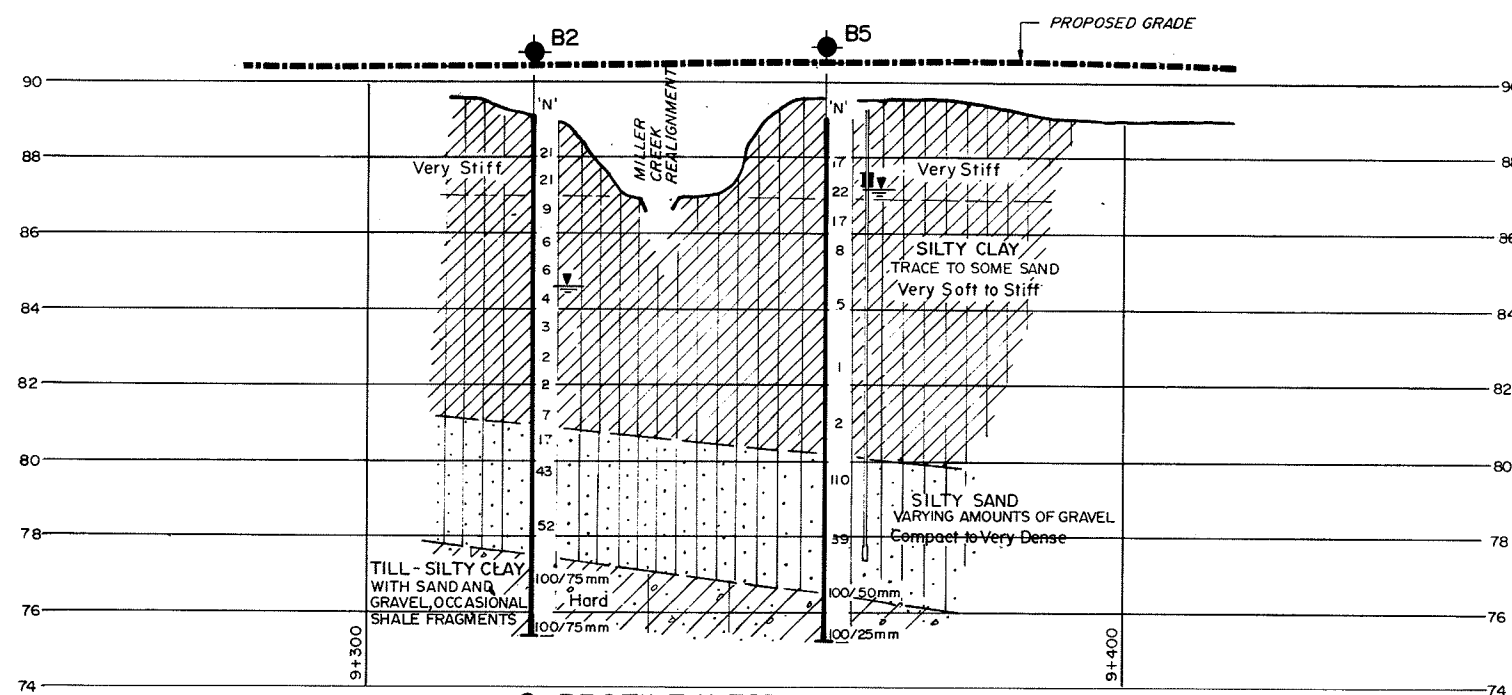 PROPOSED GRADE
B2
B5
90
'N'
'N'
MILLER
CREEK
REALIGNMENT
88
Very Stiff
21
21
9
6
6
4
3
2
2
7
17
43
52
100/75mm
100/75mm
17
22
17
8
5
1
2
110
39
100/50mm
100/25mm
Very Stiff
88
86
86
SILTY CLAY
TRACE TO SOME SAND
Very Soft to Stiff
84
84
82
82
80
80
SILTY SAND
VARYING AMOUNTS OF GRAVEL
Compact to Very Dense
78
78
TILL-SILTY CLAY
WITH SAND AND
GRAVEL, OCCASIONAL
SHALE FRAGMENTS
Hard
76
76
9+300
9+400
74
74